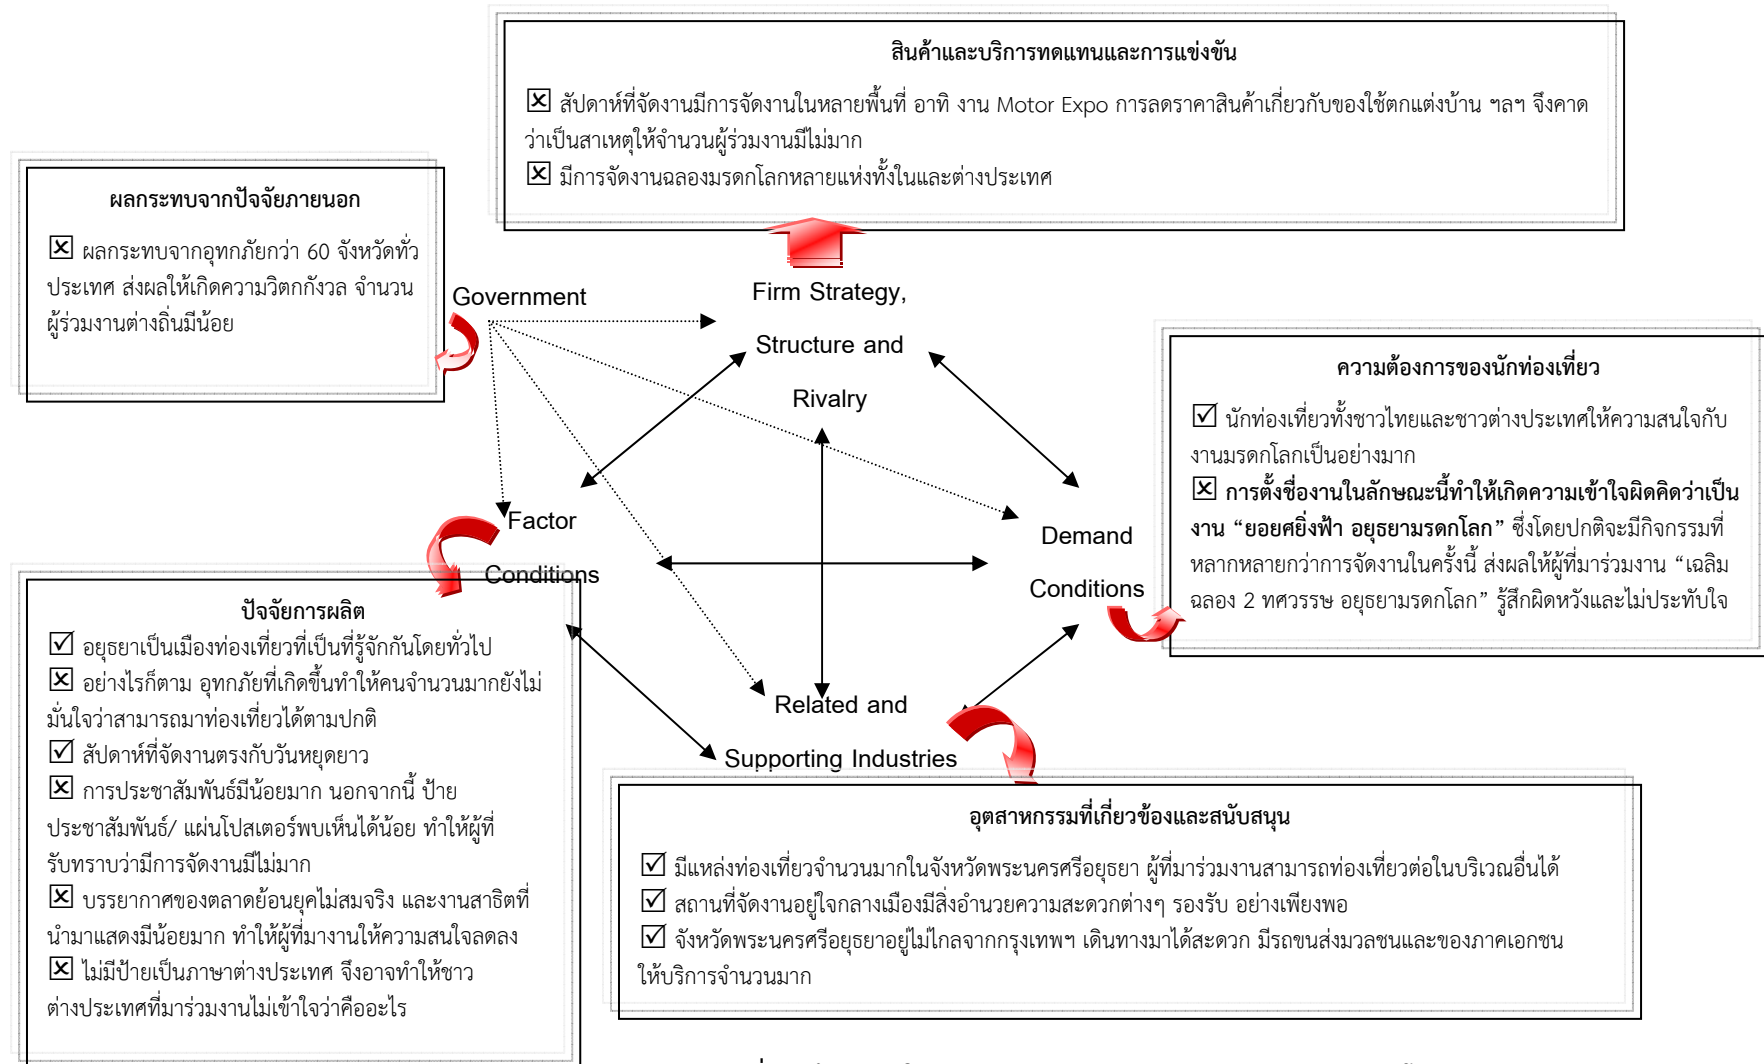 สินค้าและบริการทดแทนและการแข่งขัน
☒ สัปดาห์ที่จัดงานมีการจัดงานในหลายพื้นที่ อาทิ งาน Motor Expo การลดราคาสินค้าเกี่ยวกับของใช้ตกแต่งบ้าน ฯลฯ จึงคาด
ว่าเป็นสาเหตุให้จำนวนผู้ร่วมงานมีไม่มาก
☒ มีการจัดงานฉลองมรดกโลกหลายแห่งทั้งในและต่างประเทศ
ผลกระทบจากปัจจัยภายนอก
☒ ผลกระทบจากอุทกภัยกว่า 60 จังหวัดทั่ว
ประเทศ ส่งผลให้เกิดความวิตกกังวล จำนวน
ผู้ร่วมงานต่างถิ่นมีน้อย
Government
Firm Strategy,
Structure and
Rivalry
ความต้องการของนักท่องเที่ยว
☑ นักท่องเที่ยวทั้งชาวไทยและชาวต่างประเทศให้ความสนใจกับ
งานมรดกโลกเป็นอย่างมาก
☒ การตั้งชื่องานในลักษณะนี้ทำให้เกิดความเข้าใจผิดคิดว่าเป็น
งาน “ยอยศยิ่งฟ้า อยุธยามรดกโลก” ซึ่งโดยปกติจะมีกิจกรรมที่
หลากหลายกว่าการจัดงานในครั้งนี้ ส่งผลให้ผู้ที่มาร่วมงาน “เฉลิม
ฉลอง 2 ทศวรรษ อยุธยามรดกโลก” รู้สึกผิดหวังและไม่ประทับใจ
Factor
Conditions
Demand
Conditions
ปัจจัยการผลิต
☑ อยุธยาเป็นเมืองท่องเที่ยวที่เป็นที่รู้จักกันโดยทั่วไป
☒ อย่างไรก็ตาม อุทกภัยที่เกิดขึ้นทำให้คนจำนวนมากยังไม่
มั่นใจว่าสามารถมาท่องเที่ยวได้ตามปกติ
☑ สัปดาห์ที่จัดงานตรงกับวันหยุดยาว
☒ การประชาสัมพันธ์มีน้อยมาก นอกจากนี้ ป้าย
ประชาสัมพันธ์/ แผ่นโปสเตอร์พบเห็นได้น้อย ทำให้ผู้ที่
รับทราบว่ามีการจัดงานมีไม่มาก
☒ บรรยากาศของตลาดย้อนยุคไม่สมจริง และงานสาธิตที่
นำมาแสดงมีน้อยมาก ทำให้ผู้ที่มางานให้ความสนใจลดลง
☒ ไม่มีป้ายเป็นภาษาต่างประเทศ จึงอาจทำให้ชาว
ต่างประเทศที่มาร่วมงานไม่เข้าใจว่าคืออะไร
Related and
Supporting Industries
อุตสาหกรรมที่เกี่ยวข้องและสนับสนุน
☑ มีแหล่งท่องเที่ยวจำนวนมากในจังหวัดพระนครศรีอยุธยา ผู้ที่มาร่วมงานสามารถท่องเที่ยวต่อในบริเวณอื่นได้
☑ สถานที่จัดงานอยู่ใจกลางเมืองมีสิ่งอำนวยความสะดวกต่างๆ รองรับ อย่างเพียงพอ
☑ จังหวัดพระนครศรีอยุธยาอยู่ไม่ไกลจากกรุงเทพฯ เดินทางมาได้สะดวก มีรถขนส่งมวลชนและของภาคเอกชน
ให้บริการจำนวนมาก